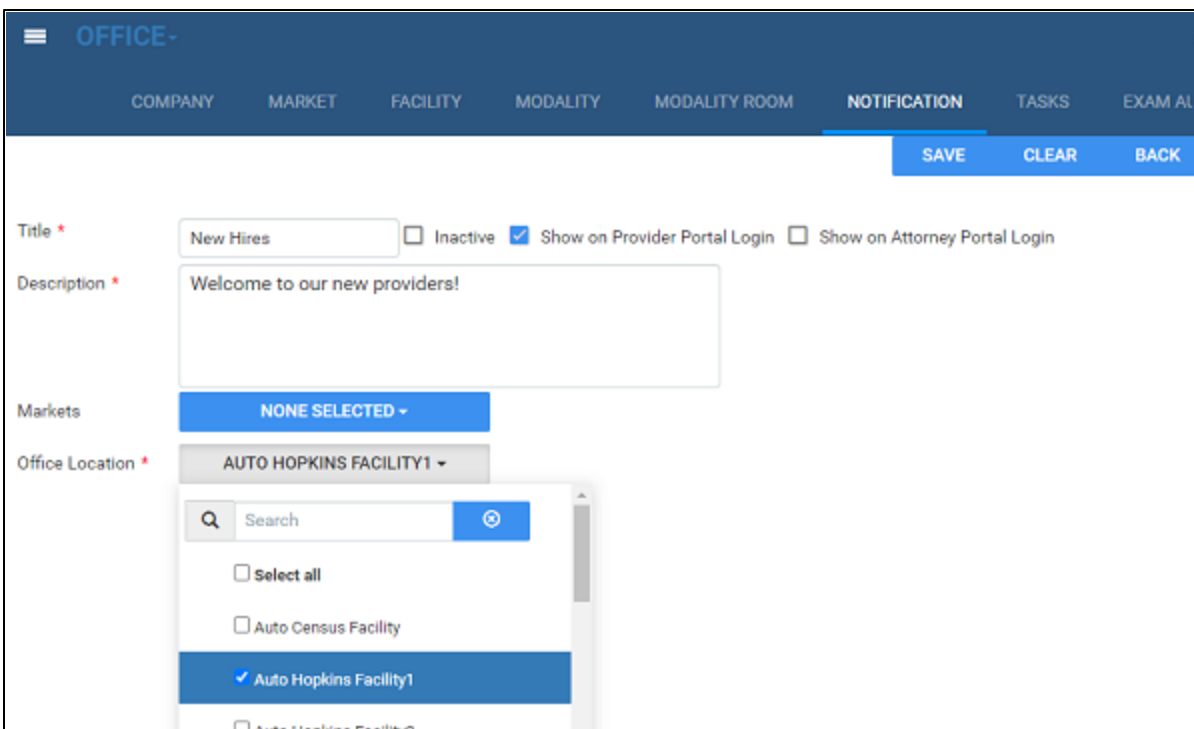 OFFICE
COMPANY MARKET FACILITY MODALITY MODALITY ROOM NOTIFICATION TASKS EXAM AU
SAVE CLEAR BACK
Title * New Hires Inactive Show on Provider Portal Login Show on Attorney Portal Login
Description * Welcome to our new providers!
Markets NONE SELECTED
Office Location * AUTO HOPKINS FACILITY1
Search
Select all
Auto Census Facility
Auto Hopkins Facility1